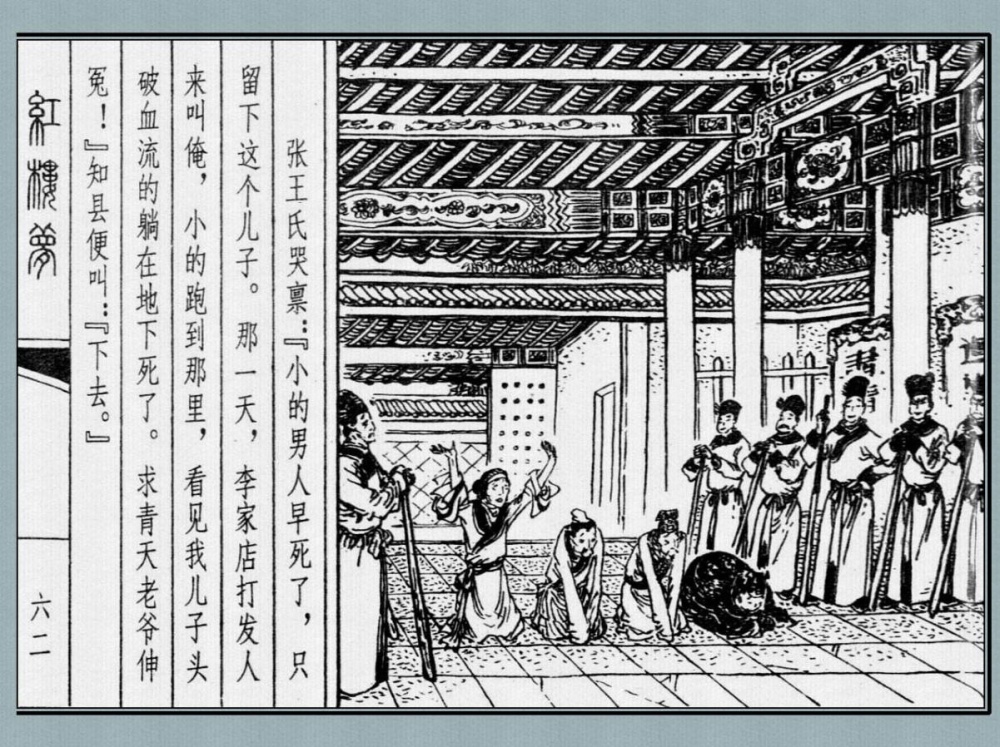 张王氏哭禀：『小的男人早死了，只
留下这个儿子。那一天，李家店打发人
来叫俺，小的跑到那里，看见我儿子头
破血流的躺在地下死了。求青天老爷伸
冤！』知县便叫：『下去。』
紅樓夢
六二